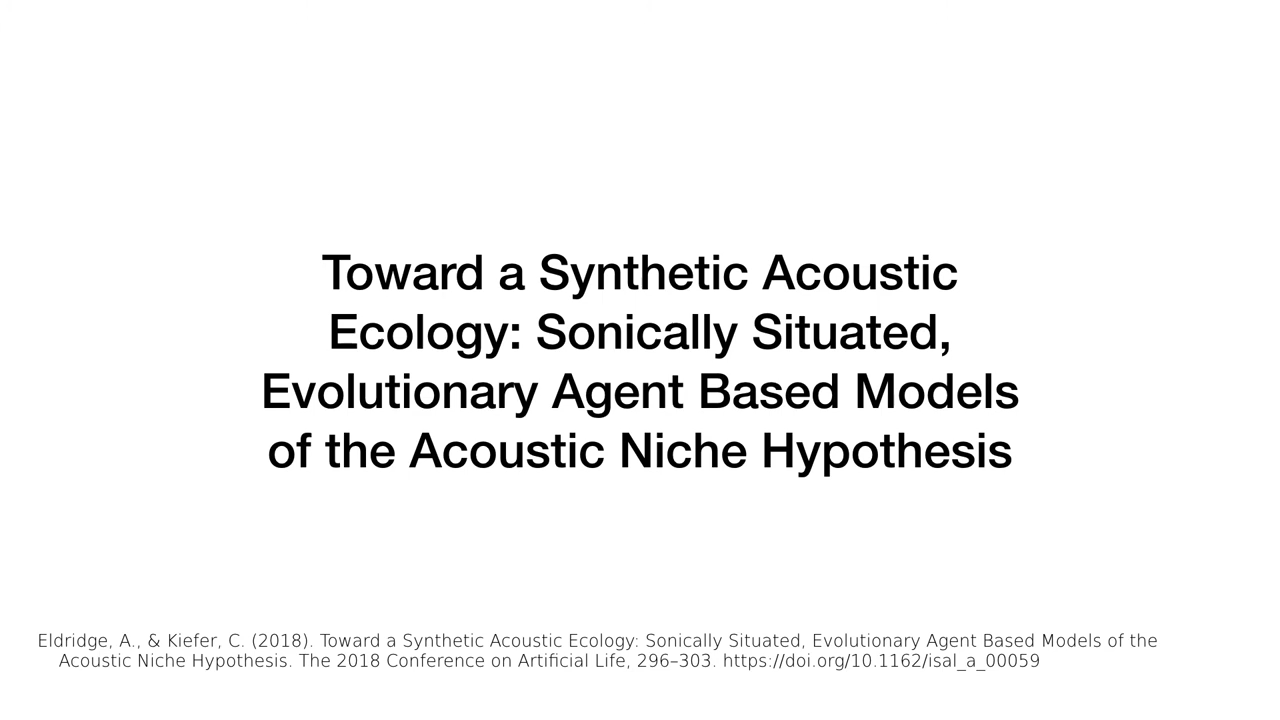 Toward a Synthetic Acoustic
Ecology: Sonically Situated,
Evolutionary Agent Based Models
of the Acoustic Niche Hypothesis
Eldridge, A., & Kiefer, C. (2018). Toward a Synthetic Acoustic Ecology: Sonically Situated, Evolutionary Agent Based Models of the
Acoustic Niche Hypothesis. The 2018 Conference on Artificial Life, 296–303. https://doi.org/10.1162/isal_a_00059